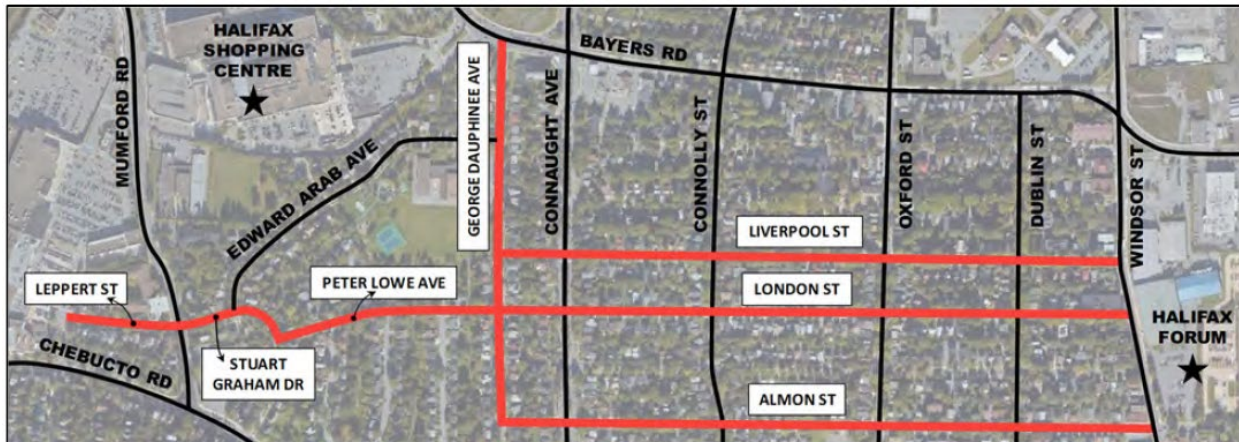 HALIFAX
SHOPPING
CENTRE
MUMFORD RD
EDWARD ARAB AVE
GEORGE DAUPHINEE AVE
BAYERS RD
CONNAUGHT AVE
CONNOLLY ST
OXFORD ST
DUBLIN ST
WINDSOR ST
LIVERPOOL ST
LEPPERT ST
PETER LOWE AVE
LONDON ST
HALIFAX
FORUM
CHEBUCTO RD
STUART
GRAHAM DR
ALMON ST